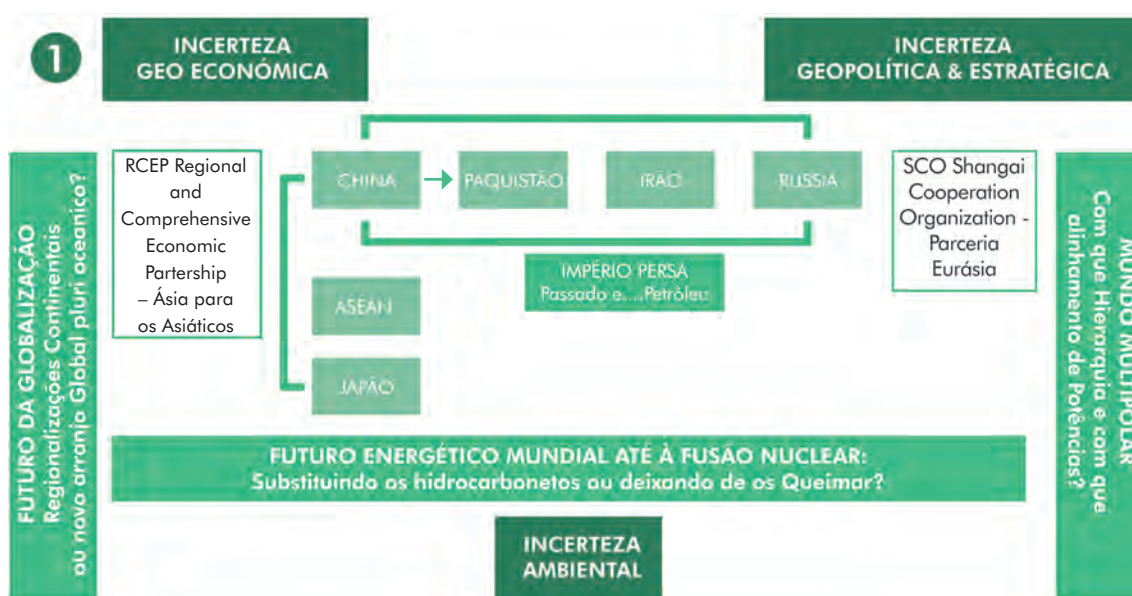 1
INCERTEZA
GEO ECONÓMICA
INCERTEZA
GEOPOLÍTICA & ESTRATÉGICA
FUTURO DA GLOBALIZAÇÃO
Regionalizações Continentais
ou novo arranjo Global pluri oceanico?
RCEP Regional
and
Comprehensive
Economic
Partership
– Ásia para
os Asiáticos
CHINA
PAQUISTÃO
IRÃO
RUSSIA
SCO Shangai
Cooperation
Organization -
Parceria
Eurásia
MUNDO MULTIPOLAR
Com que Hierarquia e com que
alinhamento de Potências?
IMPÉRIO PERSA
Passado e....Petróleo
ASEAN
JAPÃO
FUTURO ENERGÉTICO MUNDIAL ATÉ À FUSÃO NUCLEAR:
Substituindo os hidrocarbonetos ou deixando de os Queimar?
INCERTEZA
AMBIENTAL